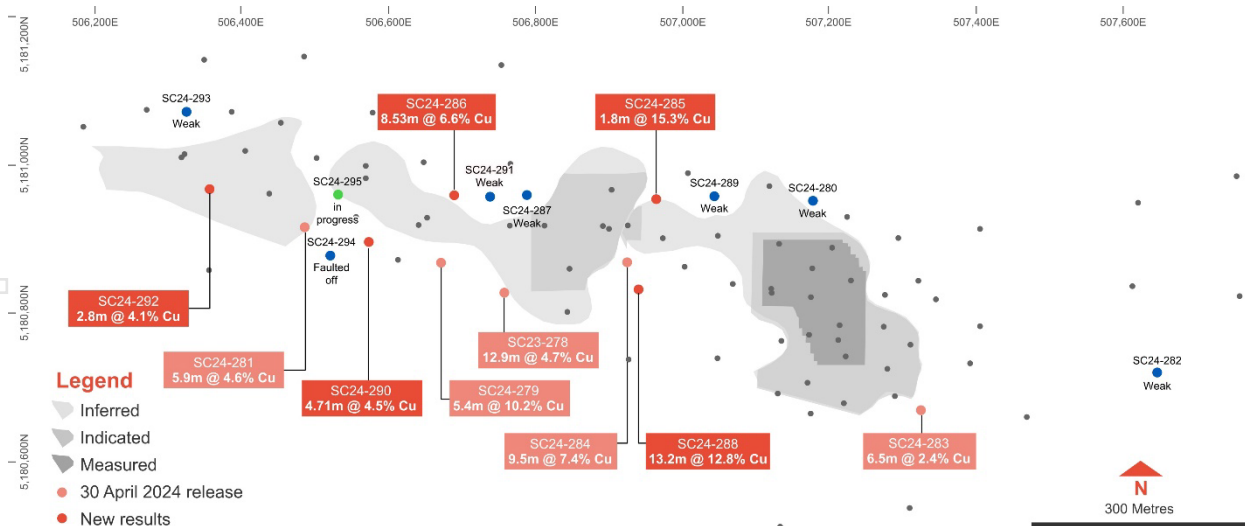 506,200E
506,400E
506,600E
506,800E
507,000E
507,200E
507,400E
507,600E
5,181,200N
5,181,000N
5,180,800N
5,180,600N
SC24-293
Weak
SC24-286
8.53m @ 6.6% Cu
SC24-285
1.8m @ 15.3% Cu
SC24-295
in
progress
SC24-291
Weak
SC24-287
Weak
SC24-289
Weak
SC24-280
Weak
SC24-294
Faulted
off
SC24-292
2.8m @ 4.1% Cu
SC24-281
5.9m @ 4.6% Cu
SC24-290
4.71m @ 4.5% Cu
SC23-278
12.9m @ 4.7% Cu
SC24-279
5.4m @ 10.2% Cu
SC24-284
9.5m @ 7.4% Cu
SC24-288
13.2m @ 12.8% Cu
SC24-283
6.5m @ 2.4% Cu
SC24-282
Weak
Legend
Inferred
Indicated
Measured
30 April 2024 release
New results
N
300 Metres